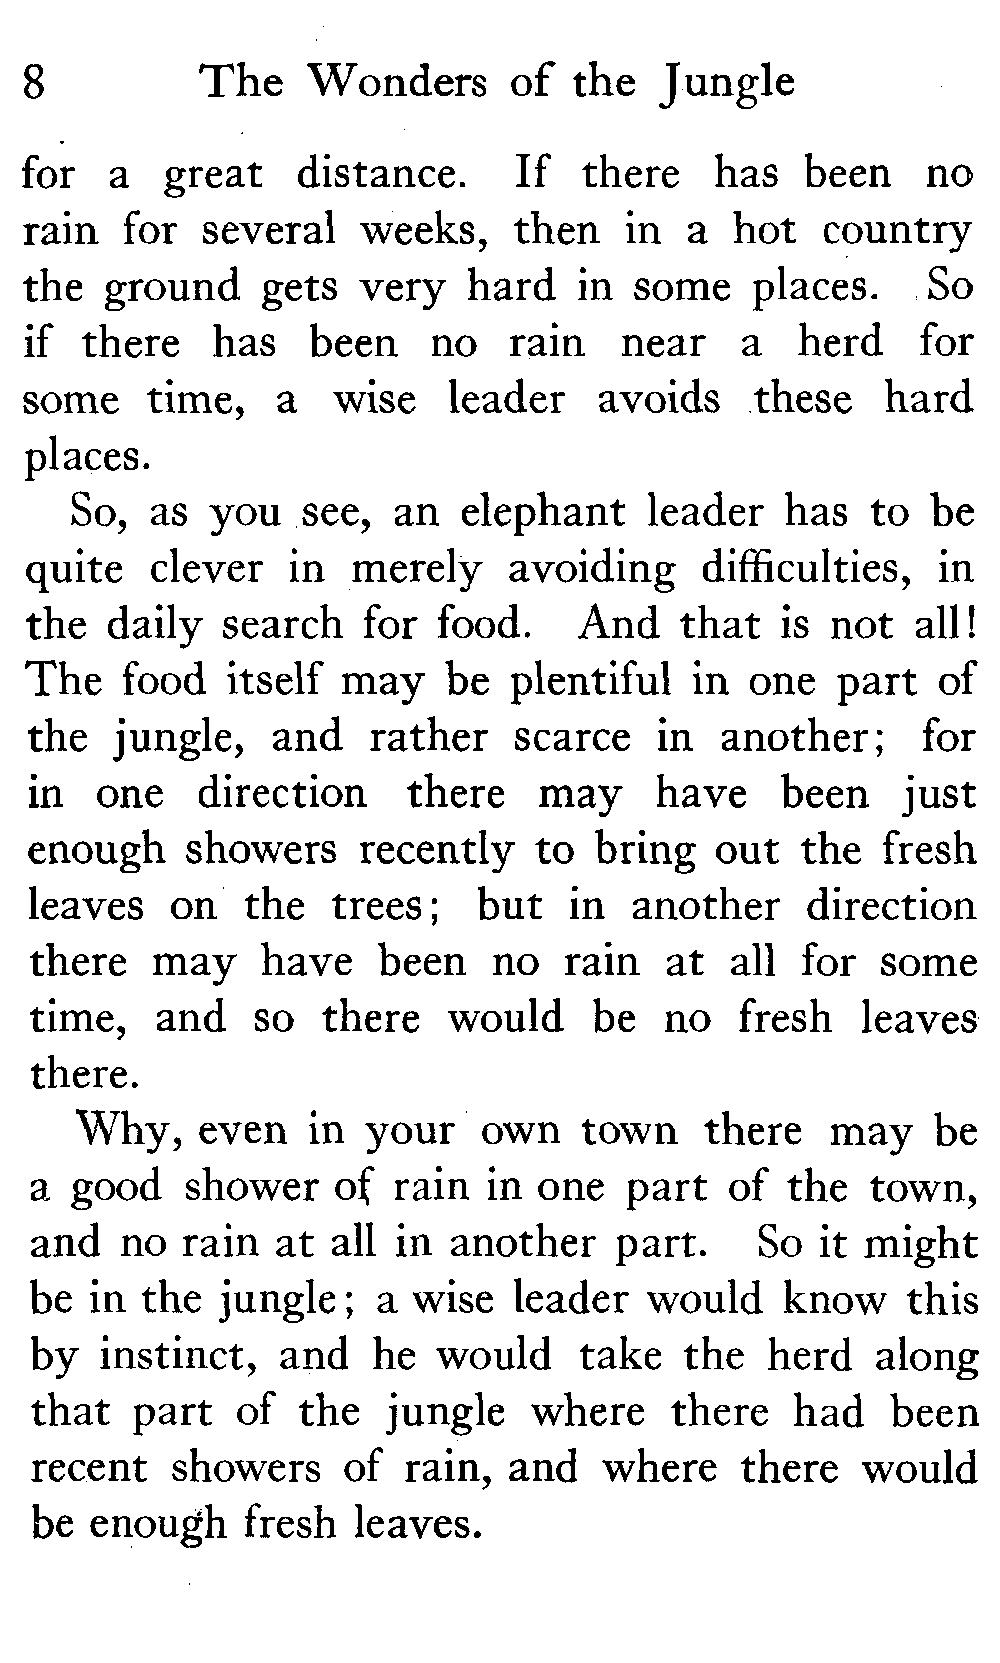 8 The Wonders of the Jungle
for a great distance. If there has been no
rain for several weeks, then in a hot country
the ground gets very hard in some places. So
if there has been no rain near a herd for
some time, a wise leader avoids these hard
places.
So, as you see, an elephant leader has to be
quite clever in merely avoiding difficulties, in
the daily search for food. And that is not all!
The food itself may be plentiful in one part of
the jungle, and rather scarce in another; for
in one direction there may have been just
enough showers recently to bring out the fresh
leaves on the trees; but in another direction
there may have been no rain at all for some
time, and so there would be no fresh leaves
there.
Why, even in your own town there may be
a good shower of rain in one part of the town,
and no rain at all in another part. So it might
be in the jungle; a wise leader would know this
by instinct, and he would take the herd along
that part of the jungle where there had been
recent showers of rain, and where there would
be enough fresh leaves.